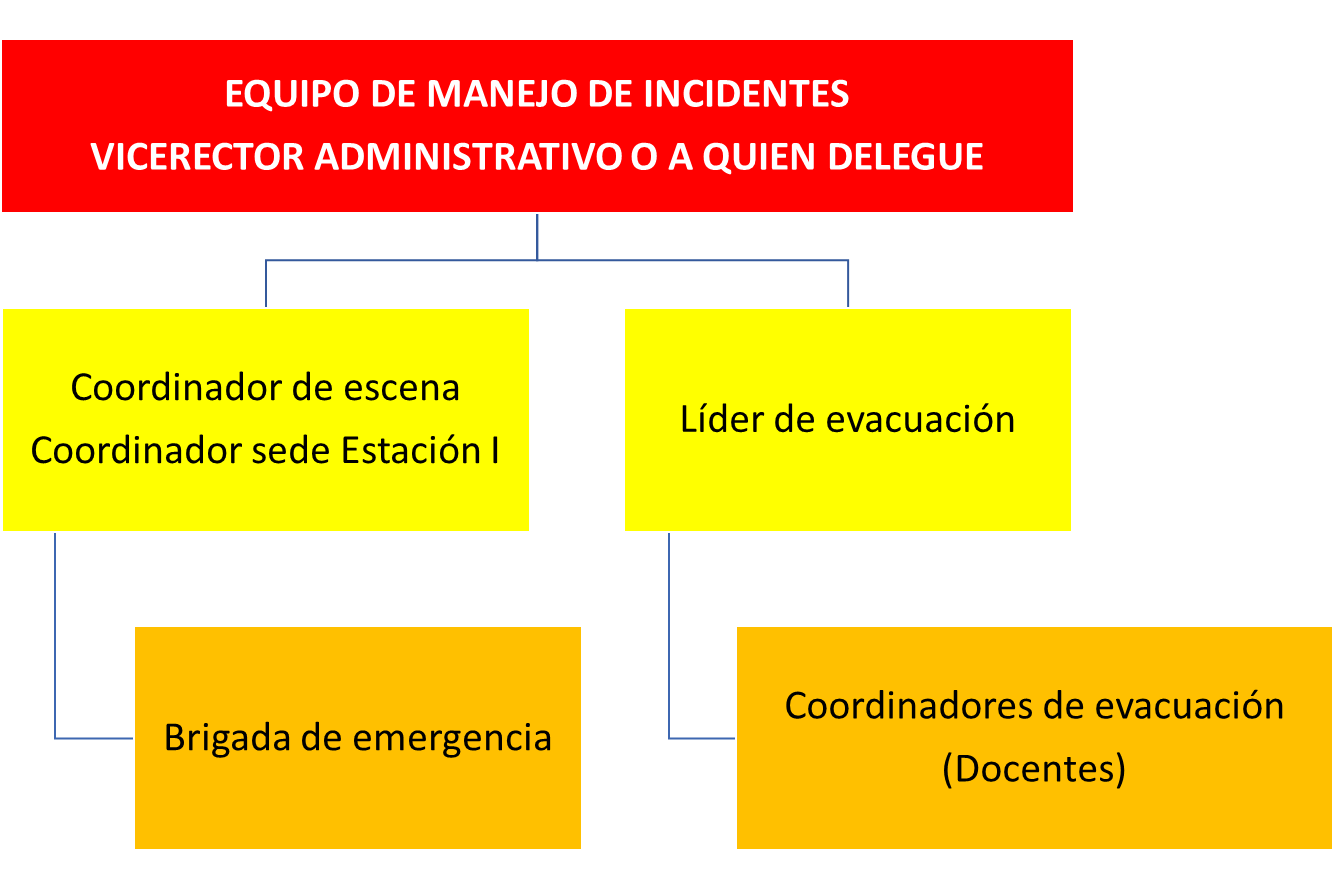 EQUIPO DE MANEJO DE INCIDENTES
VICERECTOR ADMINISTRATIVO O A QUIEN DELEGUE
Coordinador de escena
Coordinador sede Estación I
Líder de evacuación
Brigada de emergencia
Coordinadores de evacuación
(Docentes)